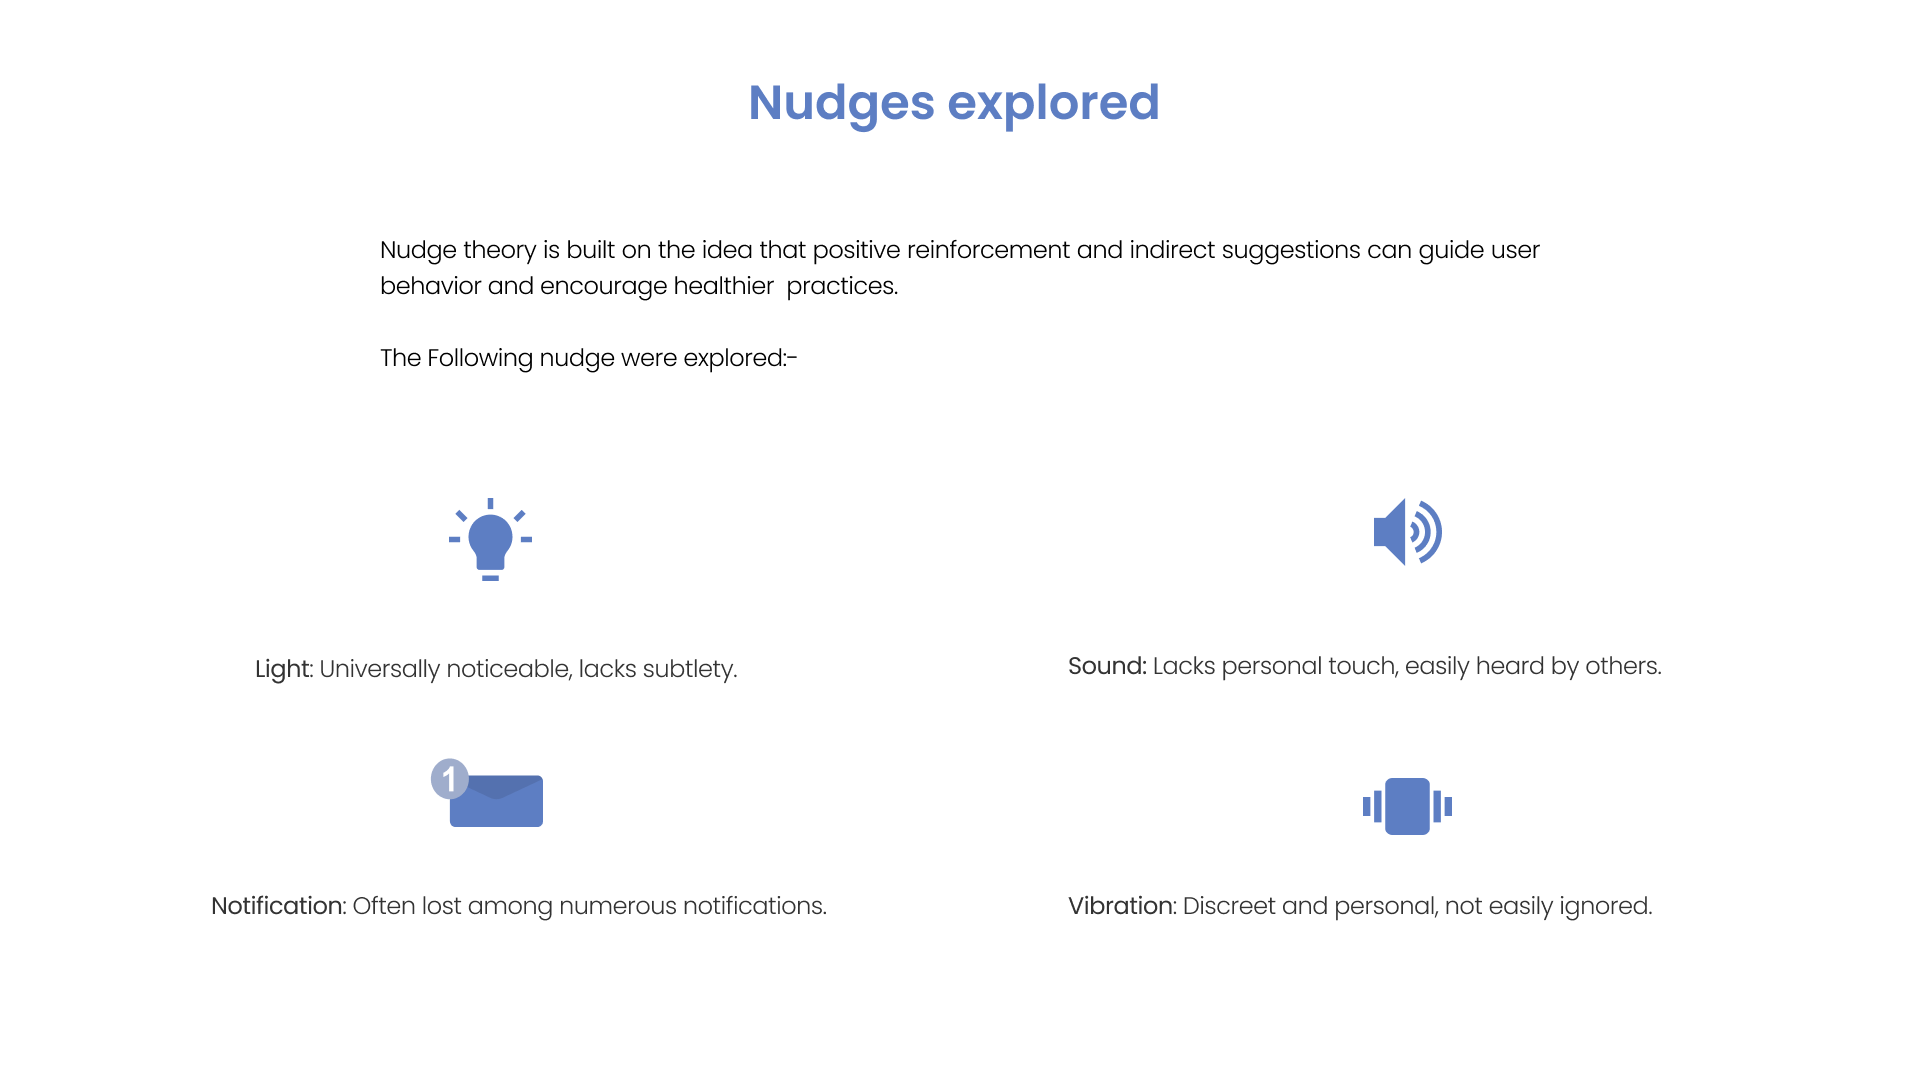 Nudges explored
Nudge theory is built on the idea that positive reinforcement and indirect suggestions can guide user
behavior and encourage healthier  practices.
The Following nudge were explored:-
Light: Universally noticeable, lacks subtlety.
Sound: Lacks personal touch, easily heard by others.
1
Notification: Often lost among numerous notifications.
Vibration: Discreet and personal, not easily ignored.